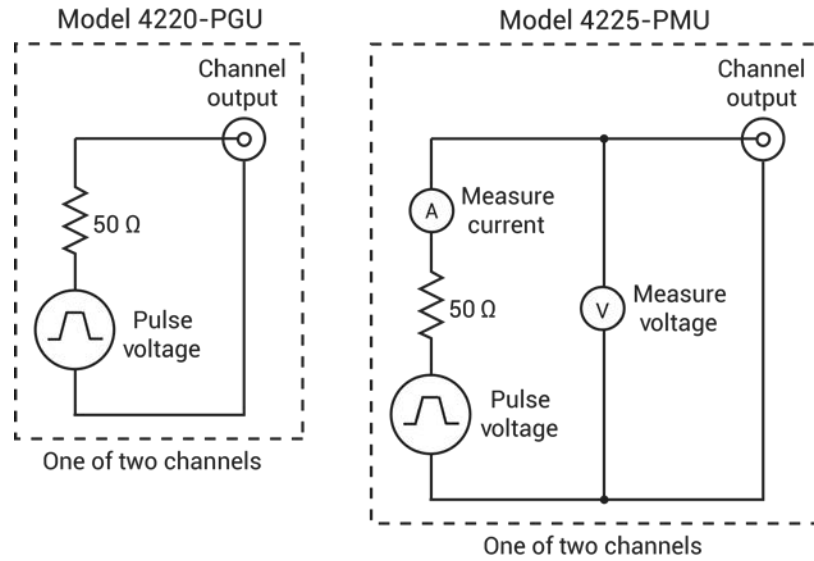 Model 4220-PGU
Channel
output
50 Ω
Pulse
voltage
One of two channels
Model 4225-PMU
Channel
output
A
Measure
current
50 Ω
V
Measure
voltage
Pulse
voltage
One of two channels